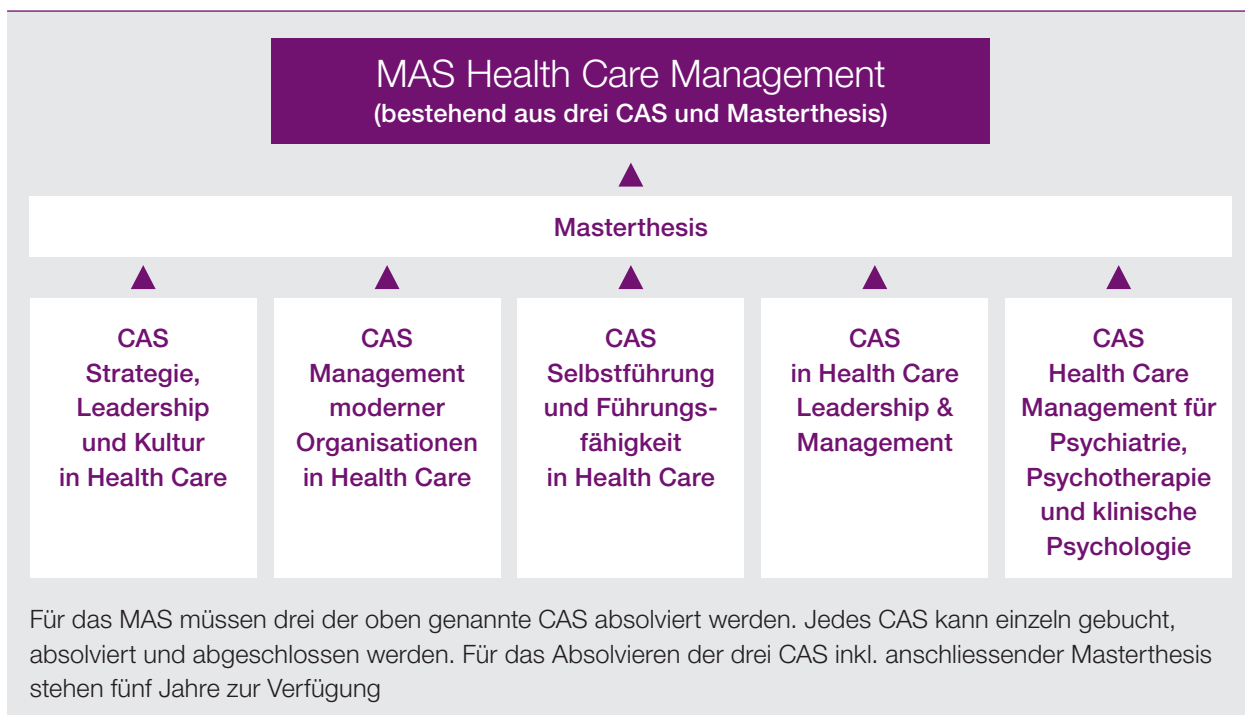 MAS Health Care Management
(bestehend aus drei CAS und Masterthesis)
Masterthesis
CAS
Strategie,
Leadership
und Kultur
in Health Care
CAS
Management
moderner
Organisationen
in Health Care
CAS
Selbstführung
und Führungs-
fähigkeit
in Health Care
CAS
in Health Care
Leadership &
Management
CAS
Health Care
Management für
Psychiatrie,
Psychotherapie
und klinische
Psychologie
Für das MAS müssen drei der oben genannte CAS absolviert werden. Jedes CAS kann einzeln gebucht,
absolviert und abgeschlossen werden. Für das Absolvieren der drei CAS inkl. anschliessender Masterthesis
stehen fünf Jahre zur Verfügung